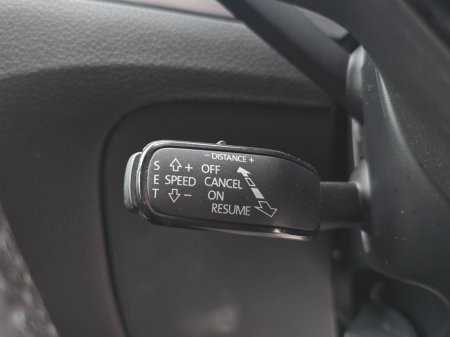 − DISTANCE +
S + OFF
E SPEED CANCEL
T − ON
RESUME